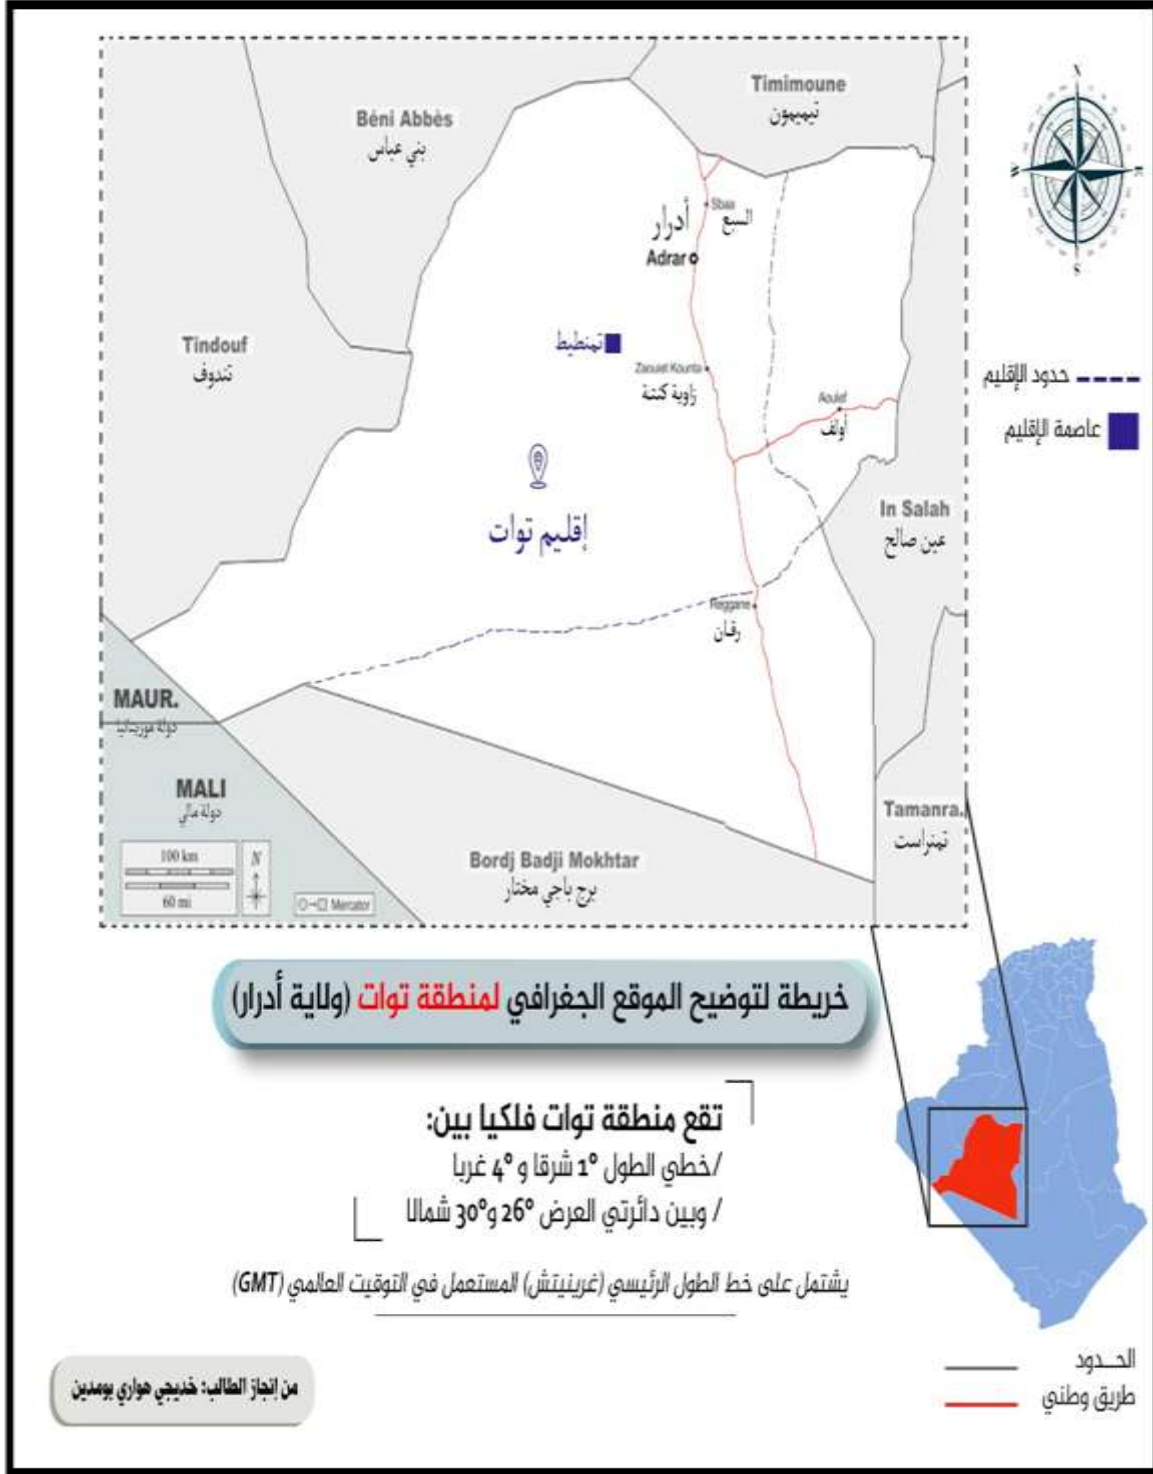 Timimoune
تيميمون
Béni Abbès
بني عباس
N
W
S
Sbaa
السبع
أدرار
Adrar
Tindouf
تندوف
تمنطيط
Zaouiet Kounta
زاوية كنتة
Aoulef
أولف
حدود الإقليم
عاصمة الإقليم
إقليم توات
In Salah
عين صالح
Reggane
رقان
MAUR.
دولة موريتانيا
MALI
دولة مالي
Tamanra.
تمنراست
Bordj Badji Mokhtar
برج باجي مختار
100 km
60 mi
N
Mercator
خريطة لتوضيح الموقع الجغرافي لمنطقة توات (ولاية أدرار)
تقع منطقة توات فلكيا بين:
/خطي الطول °1 شرقا و °4 غربا
/ وبين دائرتي العرض °26 و°30 شمالا
يشتمل على خط الطول الرئيسي (غرينيتش) المستعمل في التوقيت العالمي (GMT)
الحــدود
طريق وطني
من إنجاز الطالب: خديجي هواري بومدين